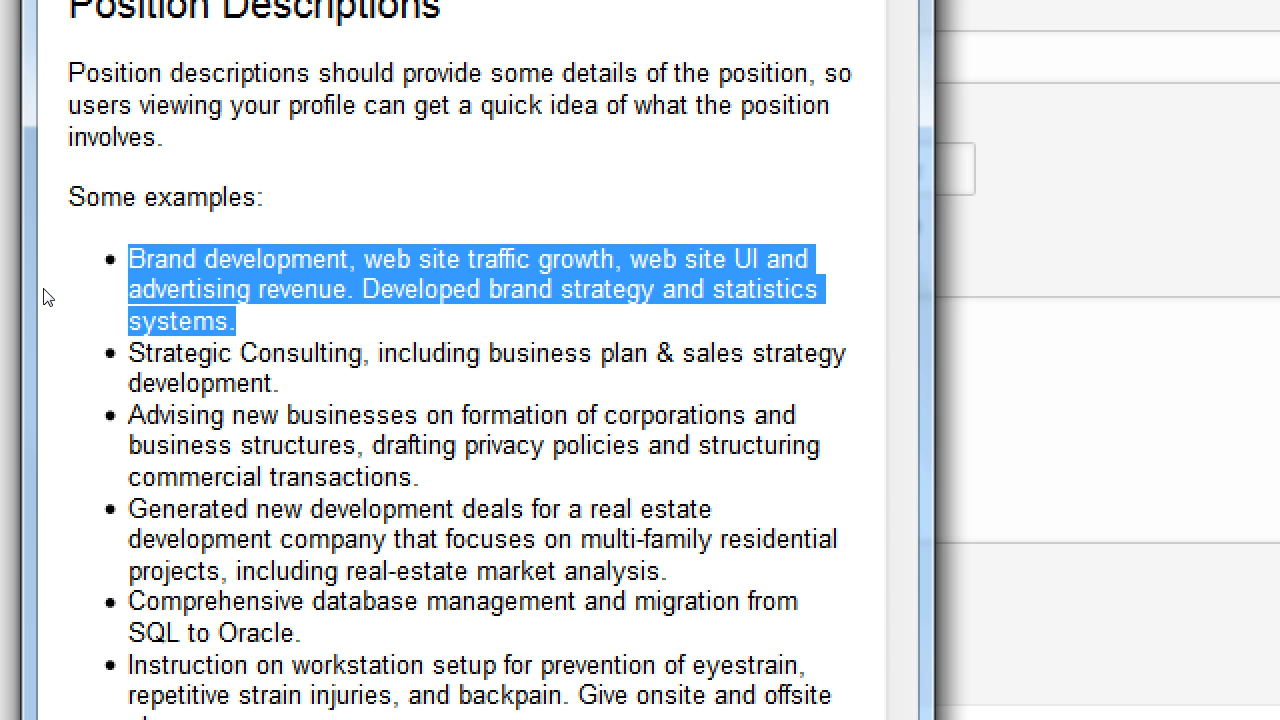 Position Descriptions
Position descriptions should provide some details of the position, so
users viewing your profile can get a quick idea of what the position
involves.
Some examples:
• Brand development, web site traffic growth, web site UI and
advertising revenue. Developed brand strategy and statistics
systems.
• Strategic Consulting, including business plan & sales strategy
development.
• Advising new businesses on formation of corporations and
business structures, drafting privacy policies and structuring
commercial transactions.
• Generated new development deals for a real estate
development company that focuses on multi-family residential
projects, including real-estate market analysis.
• Comprehensive database management and migration from
SQL to Oracle.
• Instruction on workstation setup for prevention of eyestrain,
repetitive strain injuries, and backpain. Give onsite and offsite